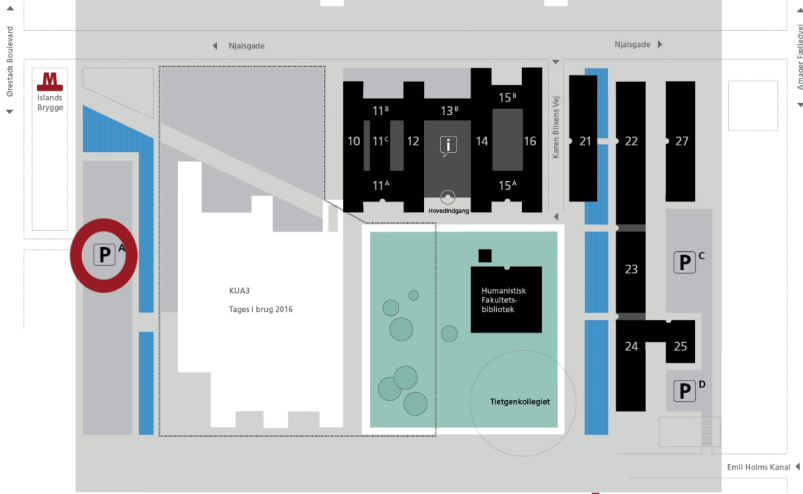 Ørestads Boulevard
Njalsgade
Njalsgade
Amager Fælledvej
M
Islands
Brygge
Karen Blixens Vej
11B
13B
15B
10
11C
12
i
14
16
21
22
27
11A
15A
Hovedindgang
P A
P C
KUA3
Tages i brug 2016
Humanistisk
Fakultets-
bibliotek
23
24
25
P D
Tietgenkollegiet
Emil Holms Kanal